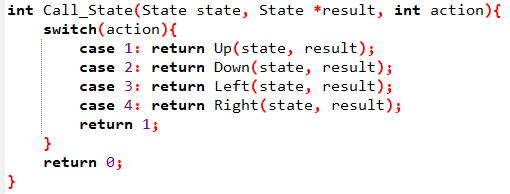 int Call_State(State state, State *result, int action){
    switch(action){
        case 1: return Up(state, result);
        case 2: return Down(state, result);
        case 3: return Left(state, result);
        case 4: return Right(state, result);
        return 1;
    }
    return 0;
}